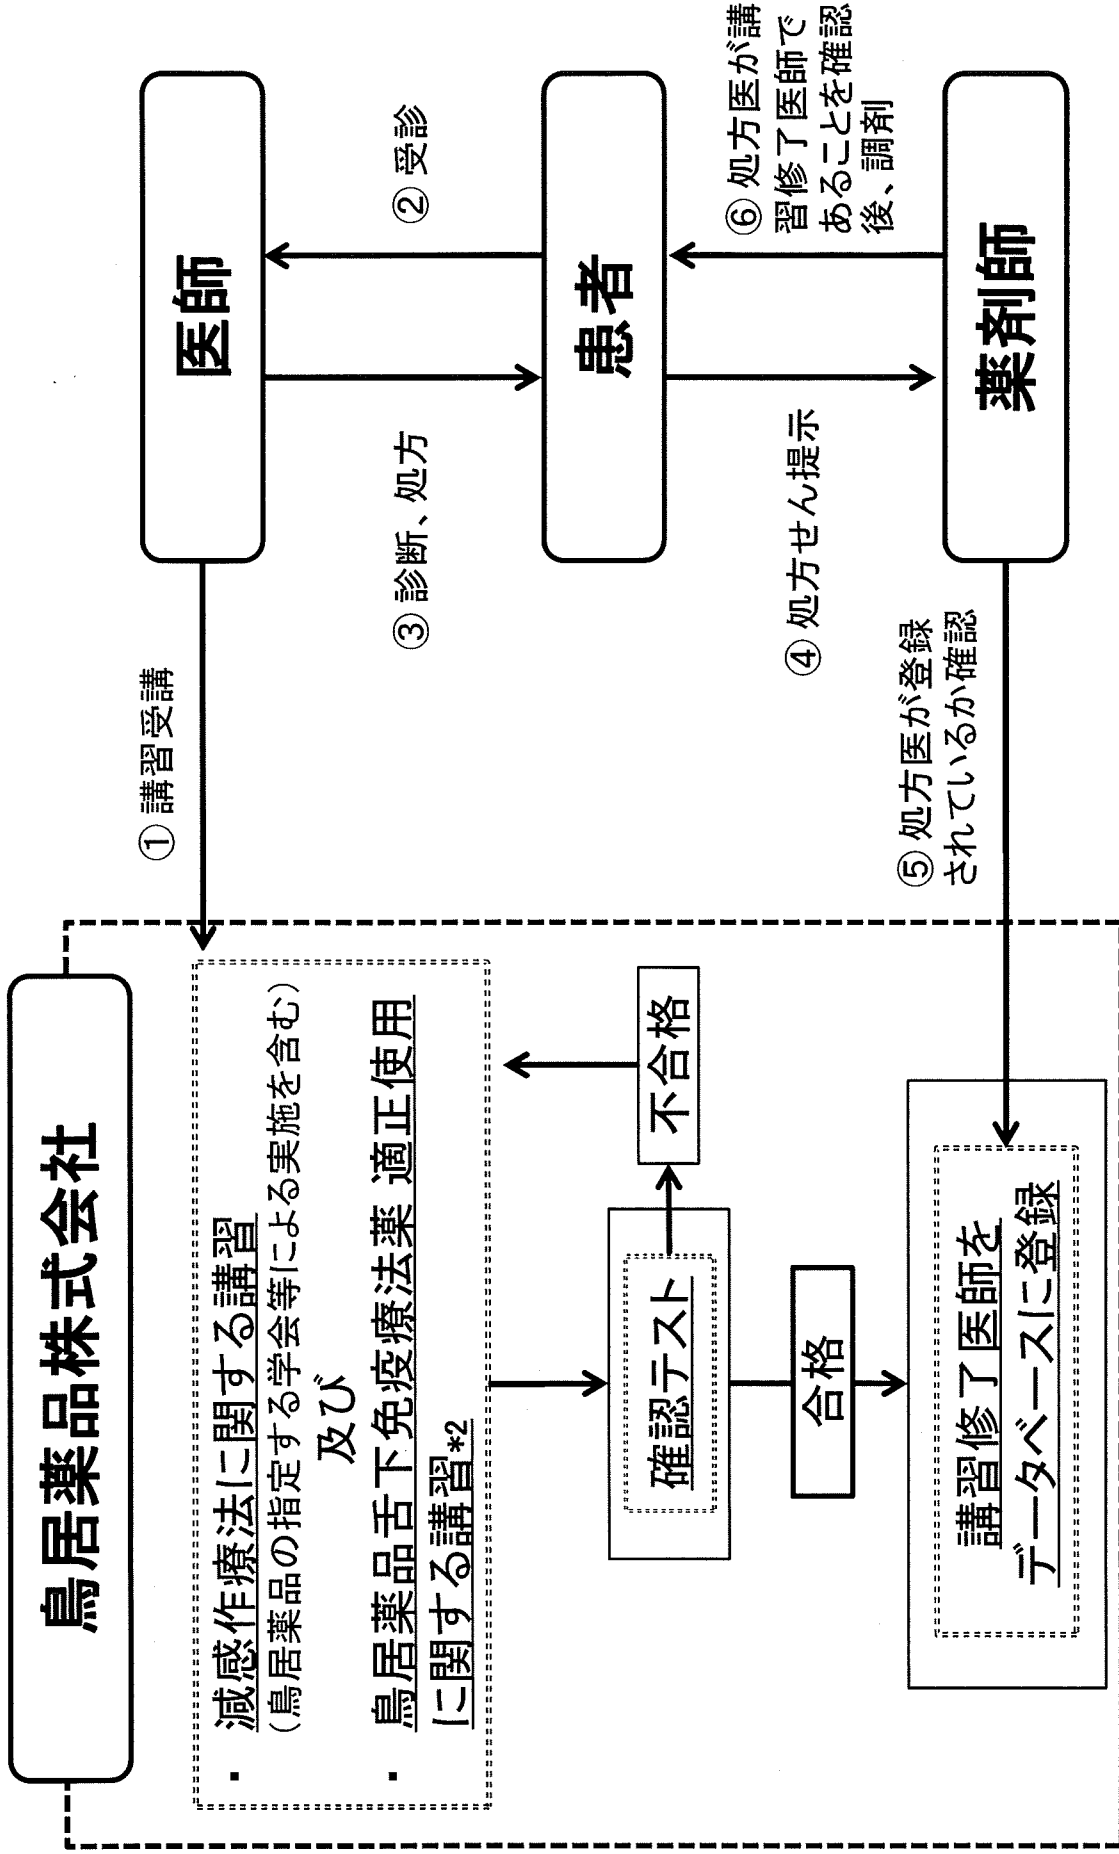 鳥居薬品株式会社
・ 減感作療法に関する講習
(鳥居薬品の指定する学会等による実施を含む)
及び
・ 鳥居薬品舌下免疫療法薬 適正使用
に関する講習*2
確認テスト
不合格
合格
講習修了医師を
データベースに登録
① 講習受講
医師
② 受診
③ 診断、処方
患者
④ 処方せん提示
⑤ 処方医が登録
されているか確認
⑥ 処方医が講
習修了医師で
あることを確認
後、調剤
薬剤師